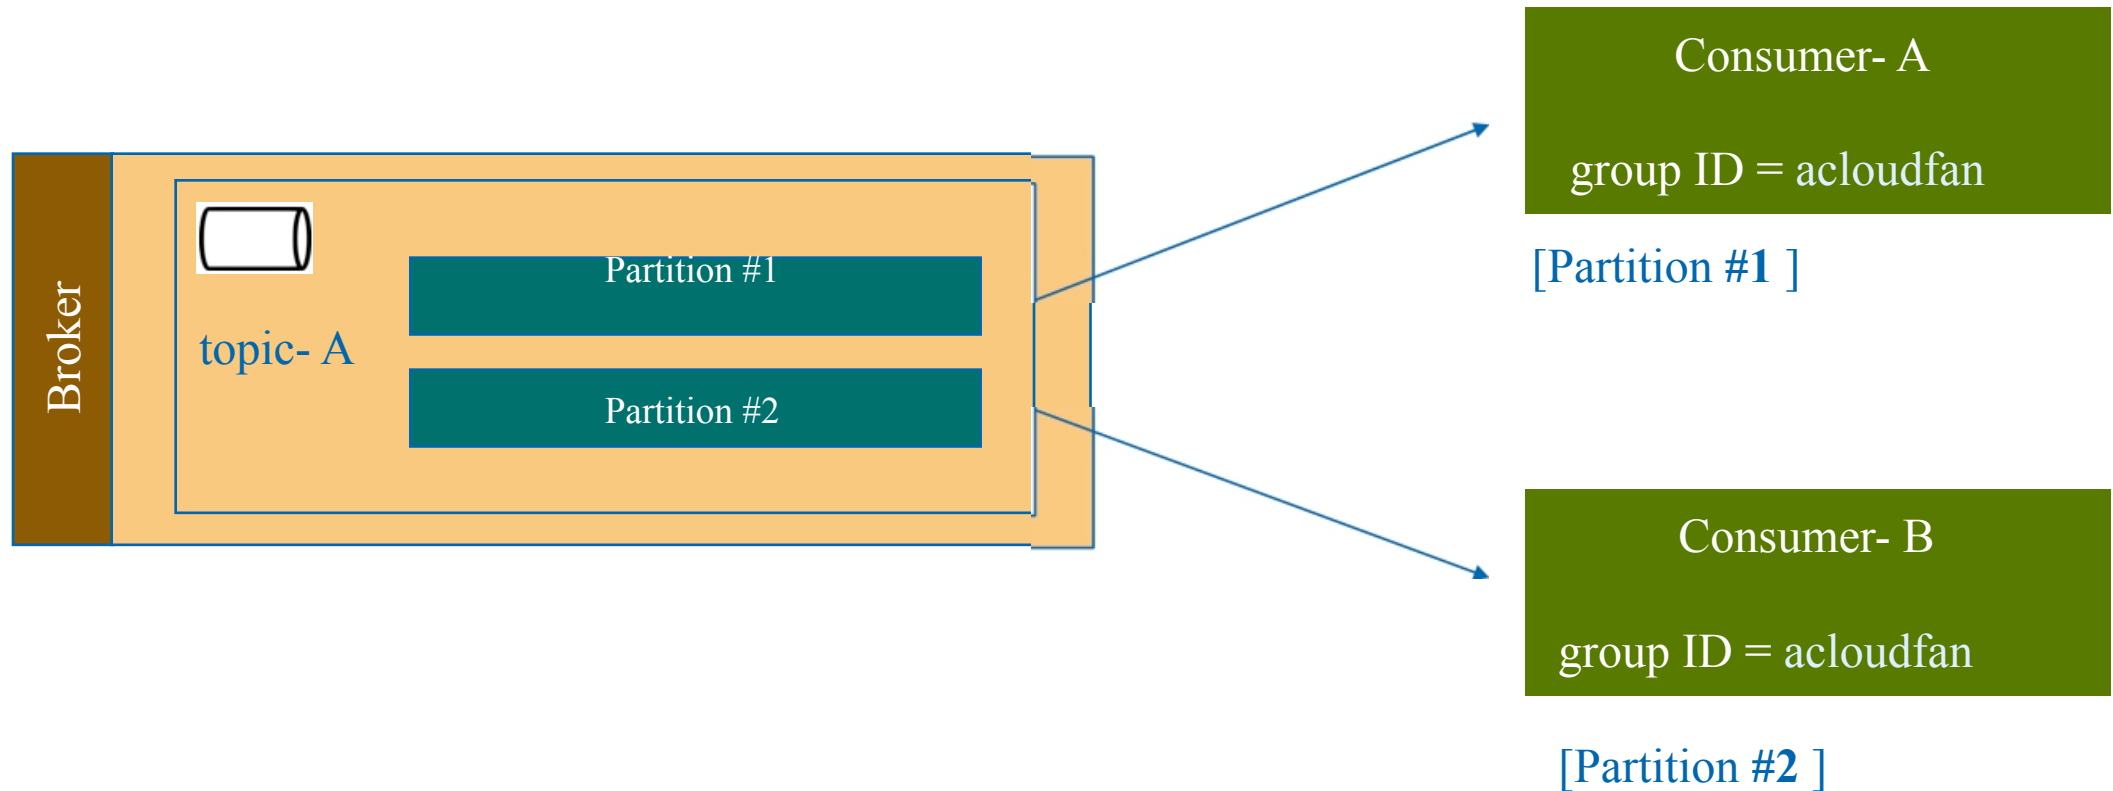 Broker
topic- A
Partition #1
Partition #2
Consumer- A
group ID = acloudfan
[Partition #1 ]
Consumer- B
group ID = acloudfan
[Partition #2 ]